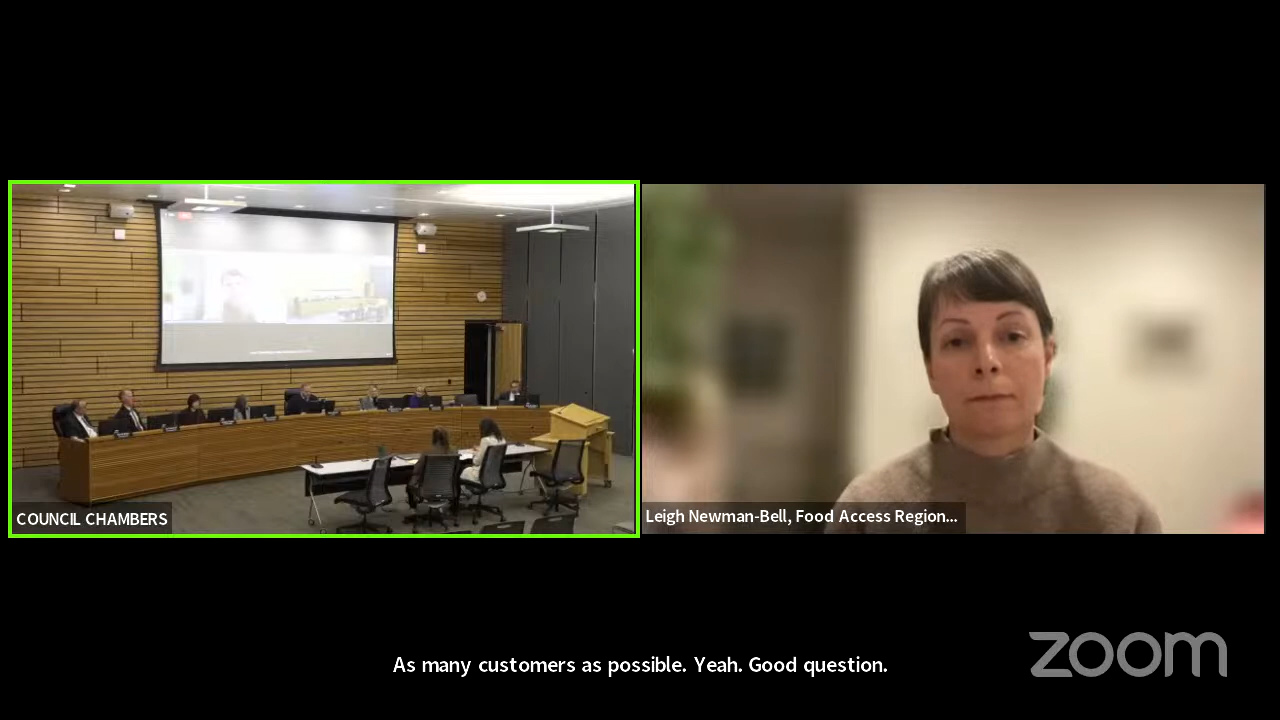 COUNCIL CHAMBERS
Leigh Newman-Bell, Food Access Region...
As many customers as possible. Yeah. Good question.
zoom